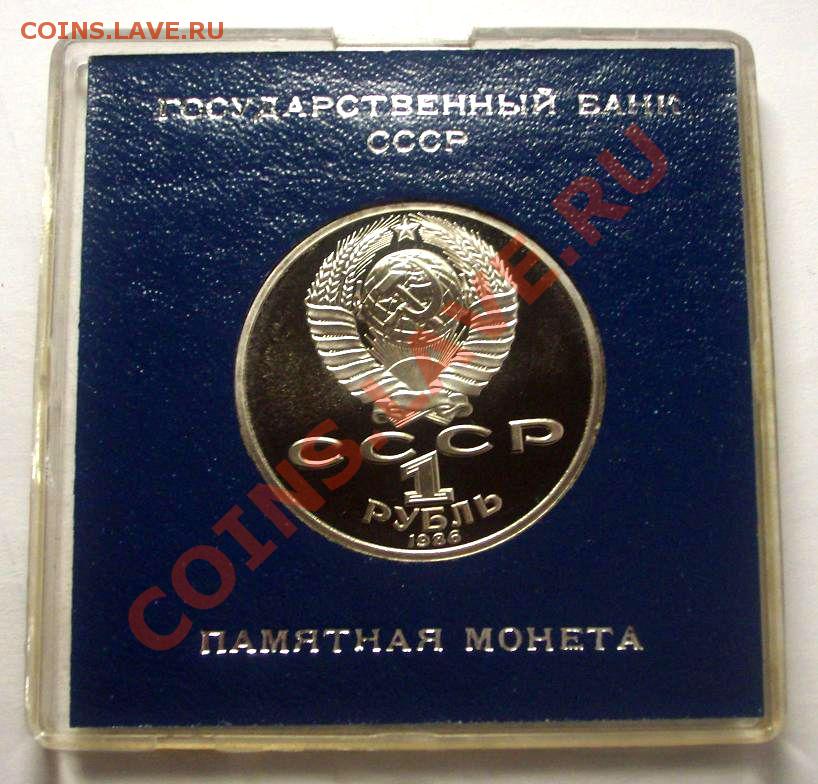 COINS.LAVE.RU
ГОСУДАРСТВЕННЫЙ БАНК
СССР
СССР
1
РУБЛЬ
1986
ПАМЯТНАЯ МОНЕТА
COINS.LAVE.RU